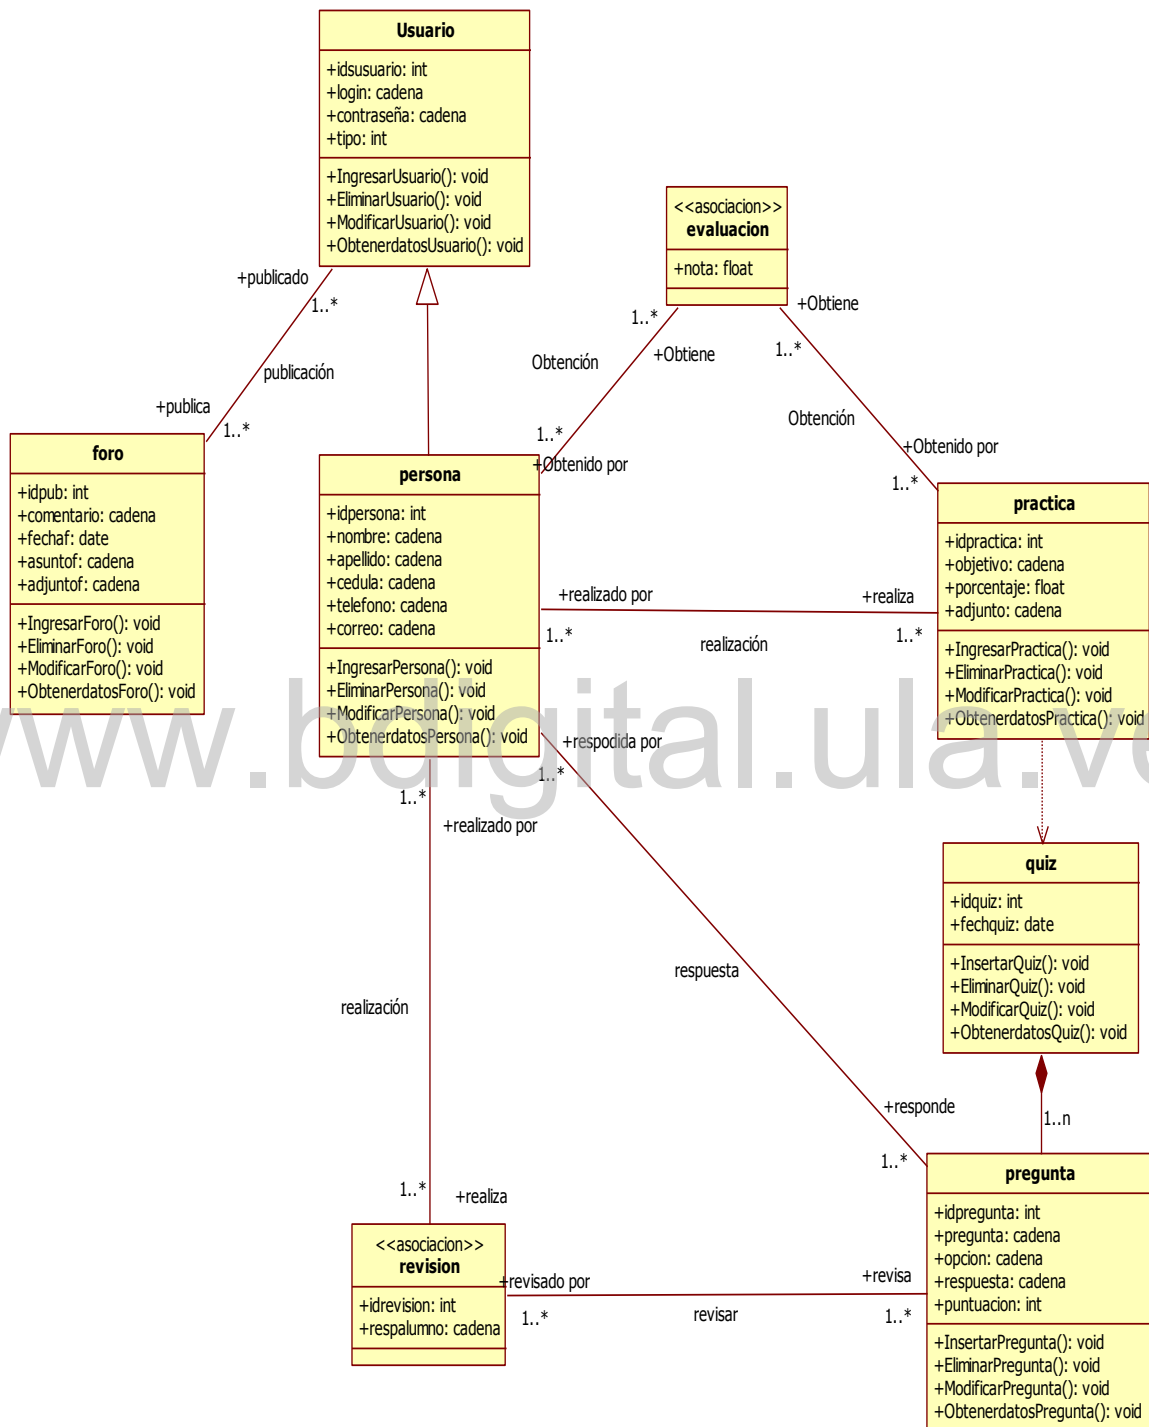 Usuario
+idsusuario: int
+login: cadena
+contraseña: cadena
+tipo: int
+IngresarUsuario(): void
+EliminarUsuario(): void
+ModificarUsuario(): void
+ObtenerdatosUsuario(): void
<<asociacion>>
evaluacion
+nota: float
+publicado
1..*
publicación
+publica
1..*
1..*
+Obtiene
Obtención
1..*
+Obtenido por
+Obtiene
1..*
Obtención
+Obtenido por
1..*
foro
+idpub: int
+comentario: cadena
+fechaf: date
+asuntof: cadena
+adjuntof: cadena
+IngresarForo(): void
+EliminarForo(): void
+ModificarForo(): void
+ObtenerdatosForo(): void
persona
+idpersona: int
+nombre: cadena
+apellido: cadena
+cedula: cadena
+telefono: cadena
+correo: cadena
+IngresarPersona(): void
+EliminarPersona(): void
+ModificarPersona(): void
+ObtenerdatosPersona(): void
+realizado por
1..*
realización
+realiza
1..*
practica
+idpractica: int
+objetivo: cadena
+porcentaje: float
+adjunto: cadena
+IngresarPractica(): void
+EliminarPractica(): void
+ModificarPractica(): void
+ObtenerdatosPractica(): void
www.bdigital.ula.ve
+respodida por
1..*
1..*
+realizado por
quiz
+idquiz: int
+fechquiz: date
+InsertarQuiz(): void
+EliminarQuiz(): void
+ModificarQuiz(): void
+ObtenerdatosQuiz(): void
respuesta
realización
+responde
1..*
1..n
1..*
+realiza
<<asociacion>>
revision
+idrevision: int
+respalumno: cadena
+revisado por
1..*
revisar
+revisa
1..*
pregunta
+idpregunta: int
+pregunta: cadena
+opcion: cadena
+respuesta: cadena
+puntuacion: int
+InsertarPregunta(): void
+EliminarPregunta(): void
+ModificarPregunta(): void
+ObtenerdatosPregunta(): void